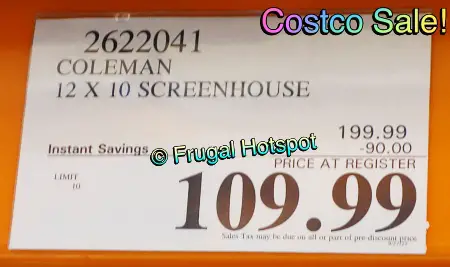 Costco Sale!
2622041
COLEMAN
12 X 10 SCREENHOUSE
199.99
Instant Savings -90.00
© Frugal Hotspot
PRICE AT REGISTER
LIMIT
10
109.99
Sales Tax may be due on all or part of pre-discount price